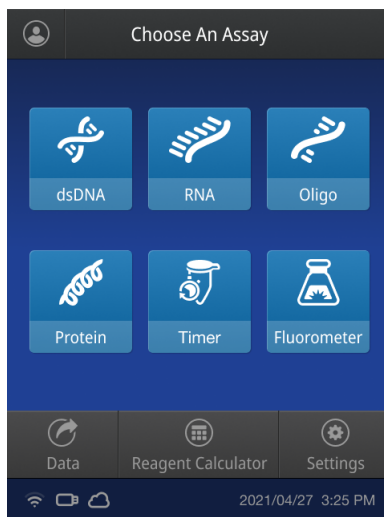 Choose An Assay
dsDNA RNA Oligo
Protein Timer Fluorometer
Data Reagent Calculator Settings
2021/04/27 3:25 PM